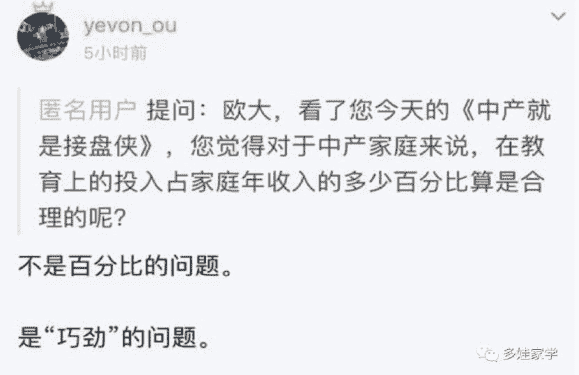 yevon_ou
5小时前
匿名用户 提问：欧大，看了您今天的《中产就
是接盘侠》，您觉得对于中产家庭来说，在教
育上的投入占家庭年收入的多少百分比算是合
理的呢？
不是百分比的问题。
是“巧劲”的问题。
多娃家学